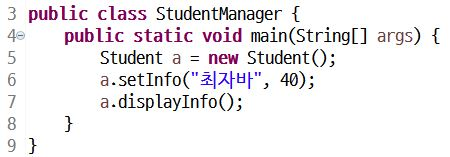 3 public class StudentManager {
4 public static void main(String[] args) {
5 Student a = new Student();
6 a.setInfo("최자바", 40);
7 a.displayInfo();
8 }
9 }